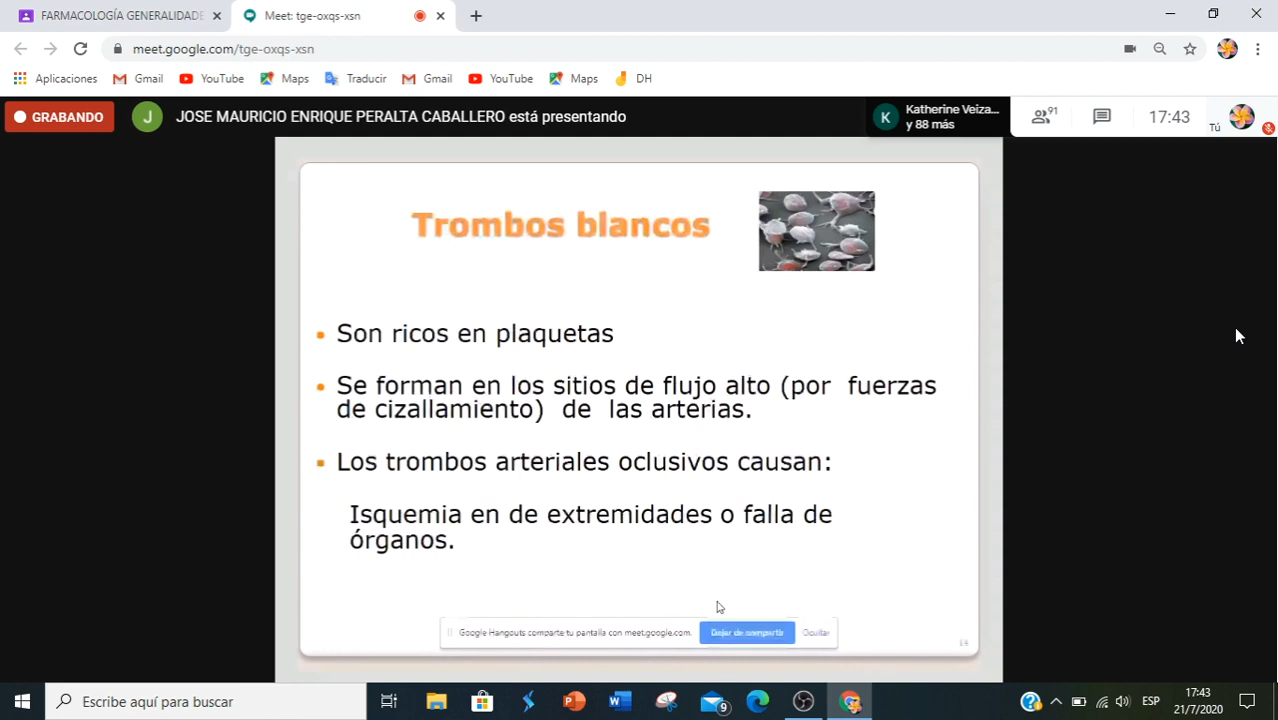 FARMACOLOGÍA GENERALIDADE
Meet: tge-oxqs-xsn
meet.google.com/tge-oxqs-xsn
Aplicaciones
Gmail
YouTube
Maps
Traducir
Gmail
YouTube
Maps
DH
GRABANDO
J
JOSE MAURICIO ENRIQUE PERALTA CABALLERO está presentando
K
Katherine Veiza...
y 88 más
91
17:43
Tú
Trombos blancos
Son ricos en plaquetas
Se forman en los sitios de flujo alto (por fuerzas
de cizallamiento) de las arterias.
Los trombos arteriales oclusivos causan:
Isquemia en de extremidades o falla de
órganos.
Google Hangouts comparte tu pantalla con meet.google.com.
Dejar de compartir
Ocultar
Escribe aquí para buscar
9
ESP
17:43
21/7/2020